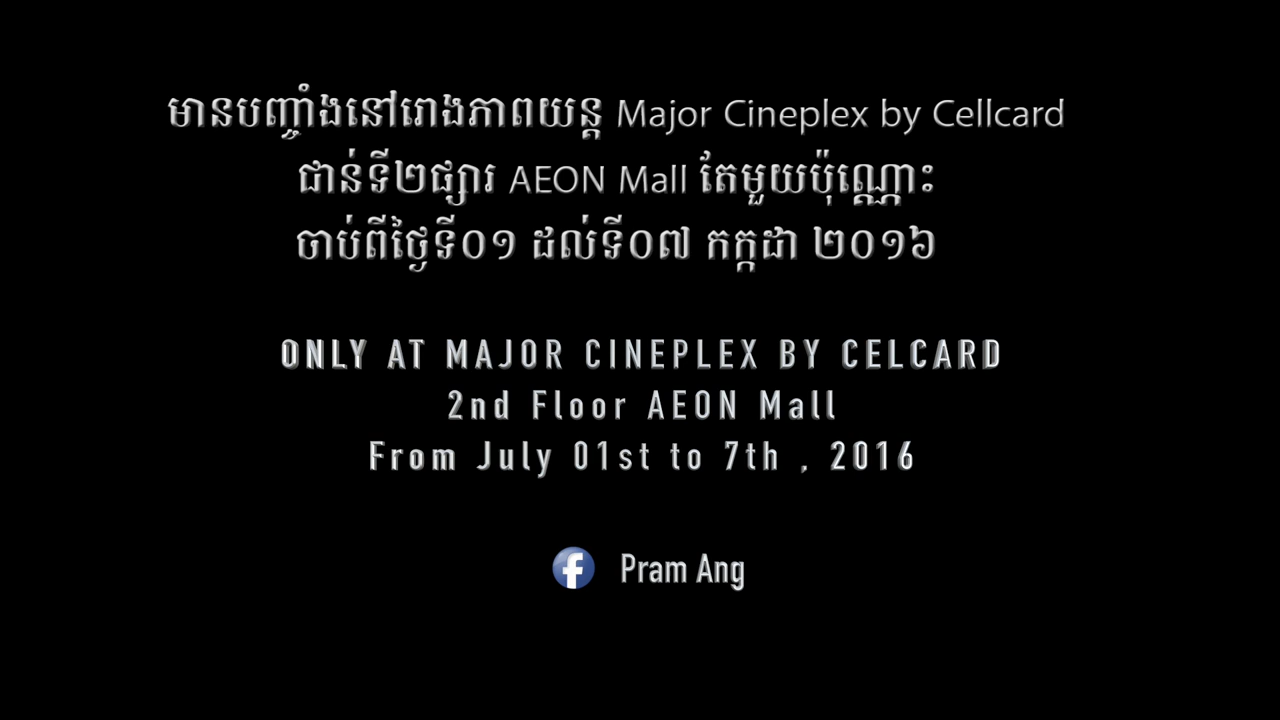 មានបញ្ចាំងនៅរោងភាពយន្ត Major Cineplex by Cellcard
ជាន់ទី២ផ្សារ AEON Mall តែមួយប៉ុណ្ណោះ
ចាប់ពីថ្ងៃទី០១ ដល់ទី០៧ កក្កដា ២០១៦
ONLY AT MAJOR CINEPLEX BY CELCARD
2nd Floor AEON Mall
From July 01st to 7th , 2016
Pram Ang